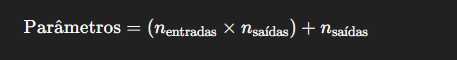 Parâmetros = (n_entradas × n_saídas) + n_saídas